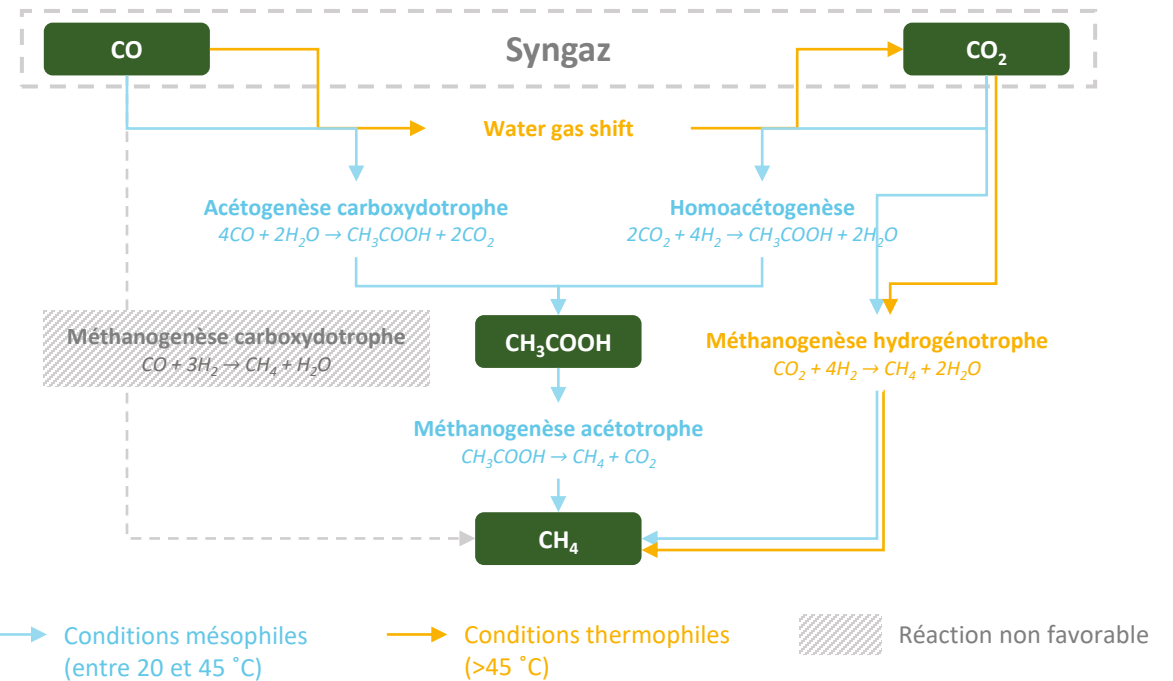 CO
Syngaz
CO₂
Water gas shift
Acétogenèse carboxydotrophe
4CO + 2H₂O → CH₃COOH + 2CO₂
Homoacétogenèse
2CO₂ + 4H₂ → CH₃COOH + 2H₂O
Méthanogenèse carboxydotrophe
CO + 3H₂ → CH₄ + H₂O
CH₃COOH
Méthanogenèse hydrogénotrophe
CO₂ + 4H₂ → CH₄ + 2H₂O
Méthanogenèse acétotrophe
CH₃COOH → CH₄ + CO₂
CH₄
Conditions mésophiles
(entre 20 et 45 ˚C)
Conditions thermophiles
(>45 ˚C)
Réaction non favorable